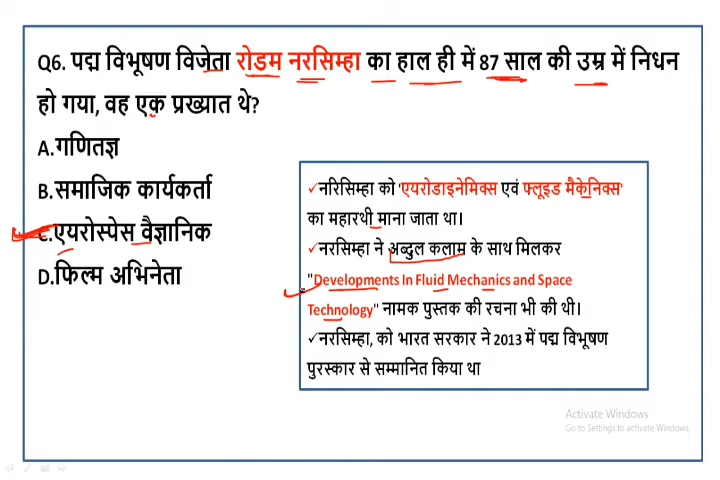 Q6. पद्म विभूषण विजेता रोडम नरसिम्हा का हाल ही में 87 साल की उम्र में निधन
हो गया, वह एक प्रख्यात थे?
A.गणितज्ञ
B.समाजिक कार्यकर्ता
C.एयरोस्पेस वैज्ञानिक
D.फिल्म अभिनेता
✓नरिसिम्हा को 'एयरोडाइनेमिक्स एवं फ्लूइड मैकेनिक्स'
का महारथी माना जाता था।
✓नरसिम्हा ने अब्दुल कलाम के साथ मिलकर
"Developments In Fluid Mechanics and Space
Technology" नामक पुस्तक की रचना भी की थी।
✓नरसिम्हा, को भारत सरकार ने 2013 में पद्म विभूषण
पुरस्कार से सम्मानित किया था
Activate Windows
Go to Settings to activate Windows.